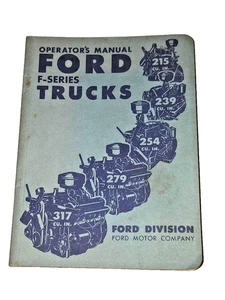 OPERATOR'S MANUAL
FORD
F-SERIES
TRUCKS
215
CU. IN.
239
CU. IN.
254
CU. IN.
279
CU. IN.
317
CU. IN.
FORD DIVISION
FORD MOTOR COMPANY